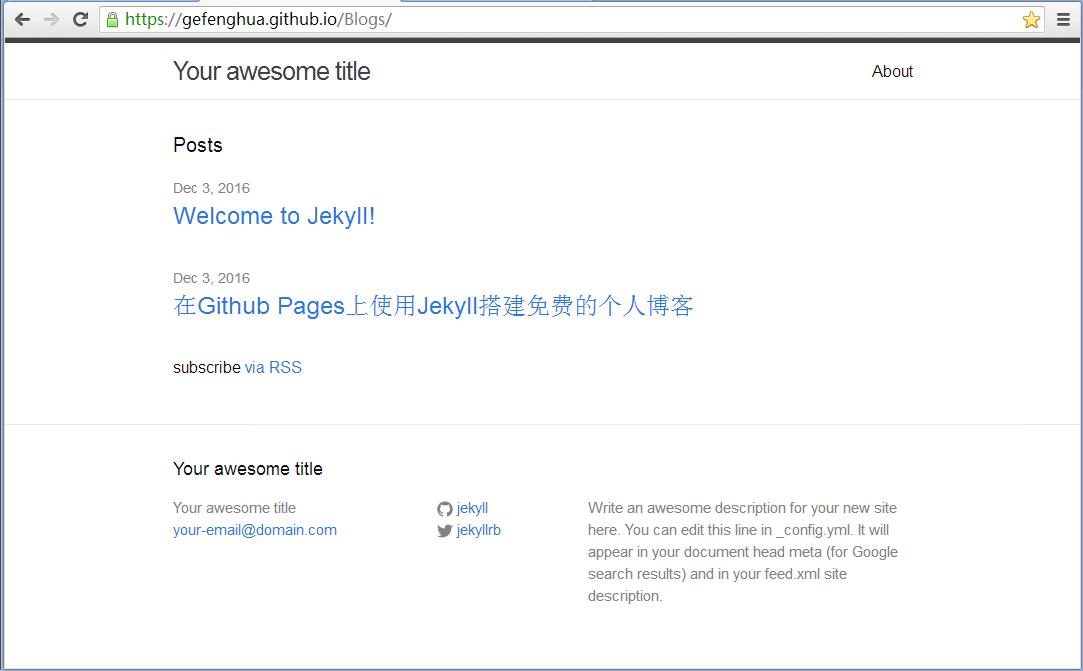 https://gefenghua.github.io/Blogs/
Your awesome title
About
Posts
Dec 3, 2016
Welcome to Jekyll!
Dec 3, 2016
在Github Pages上使用Jekyll搭建免费的个人博客
subscribe via RSS
Your awesome title
Your awesome title
your-email@domain.com
jekyll
jekyllrb
Write an awesome description for your new site
here. You can edit this line in _config.yml. It will
appear in your document head meta (for Google
search results) and in your feed.xml site
description.